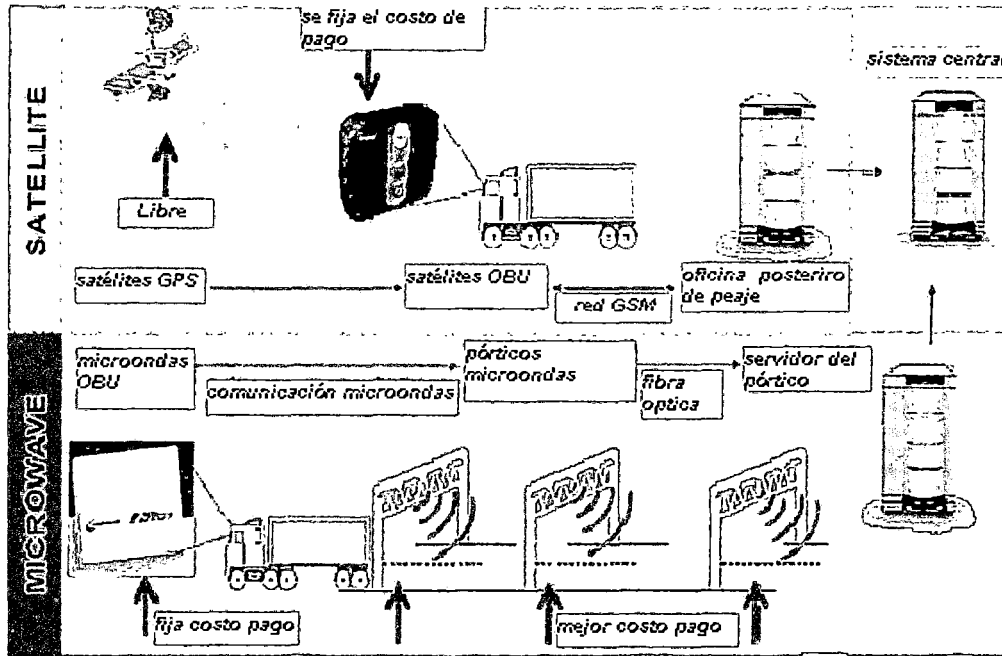 SATELLITE
se fija el costo de
pago
sistema central
Libre
satélites GPS
satélites OBU
red GSM
oficina posteriro
de peaje
MICROWAVE
microondas
OBU
comunicación microondas
pórticos
microondas
fibra
optica
servidor del
pórtico
fija costo pago
mejor costo pago